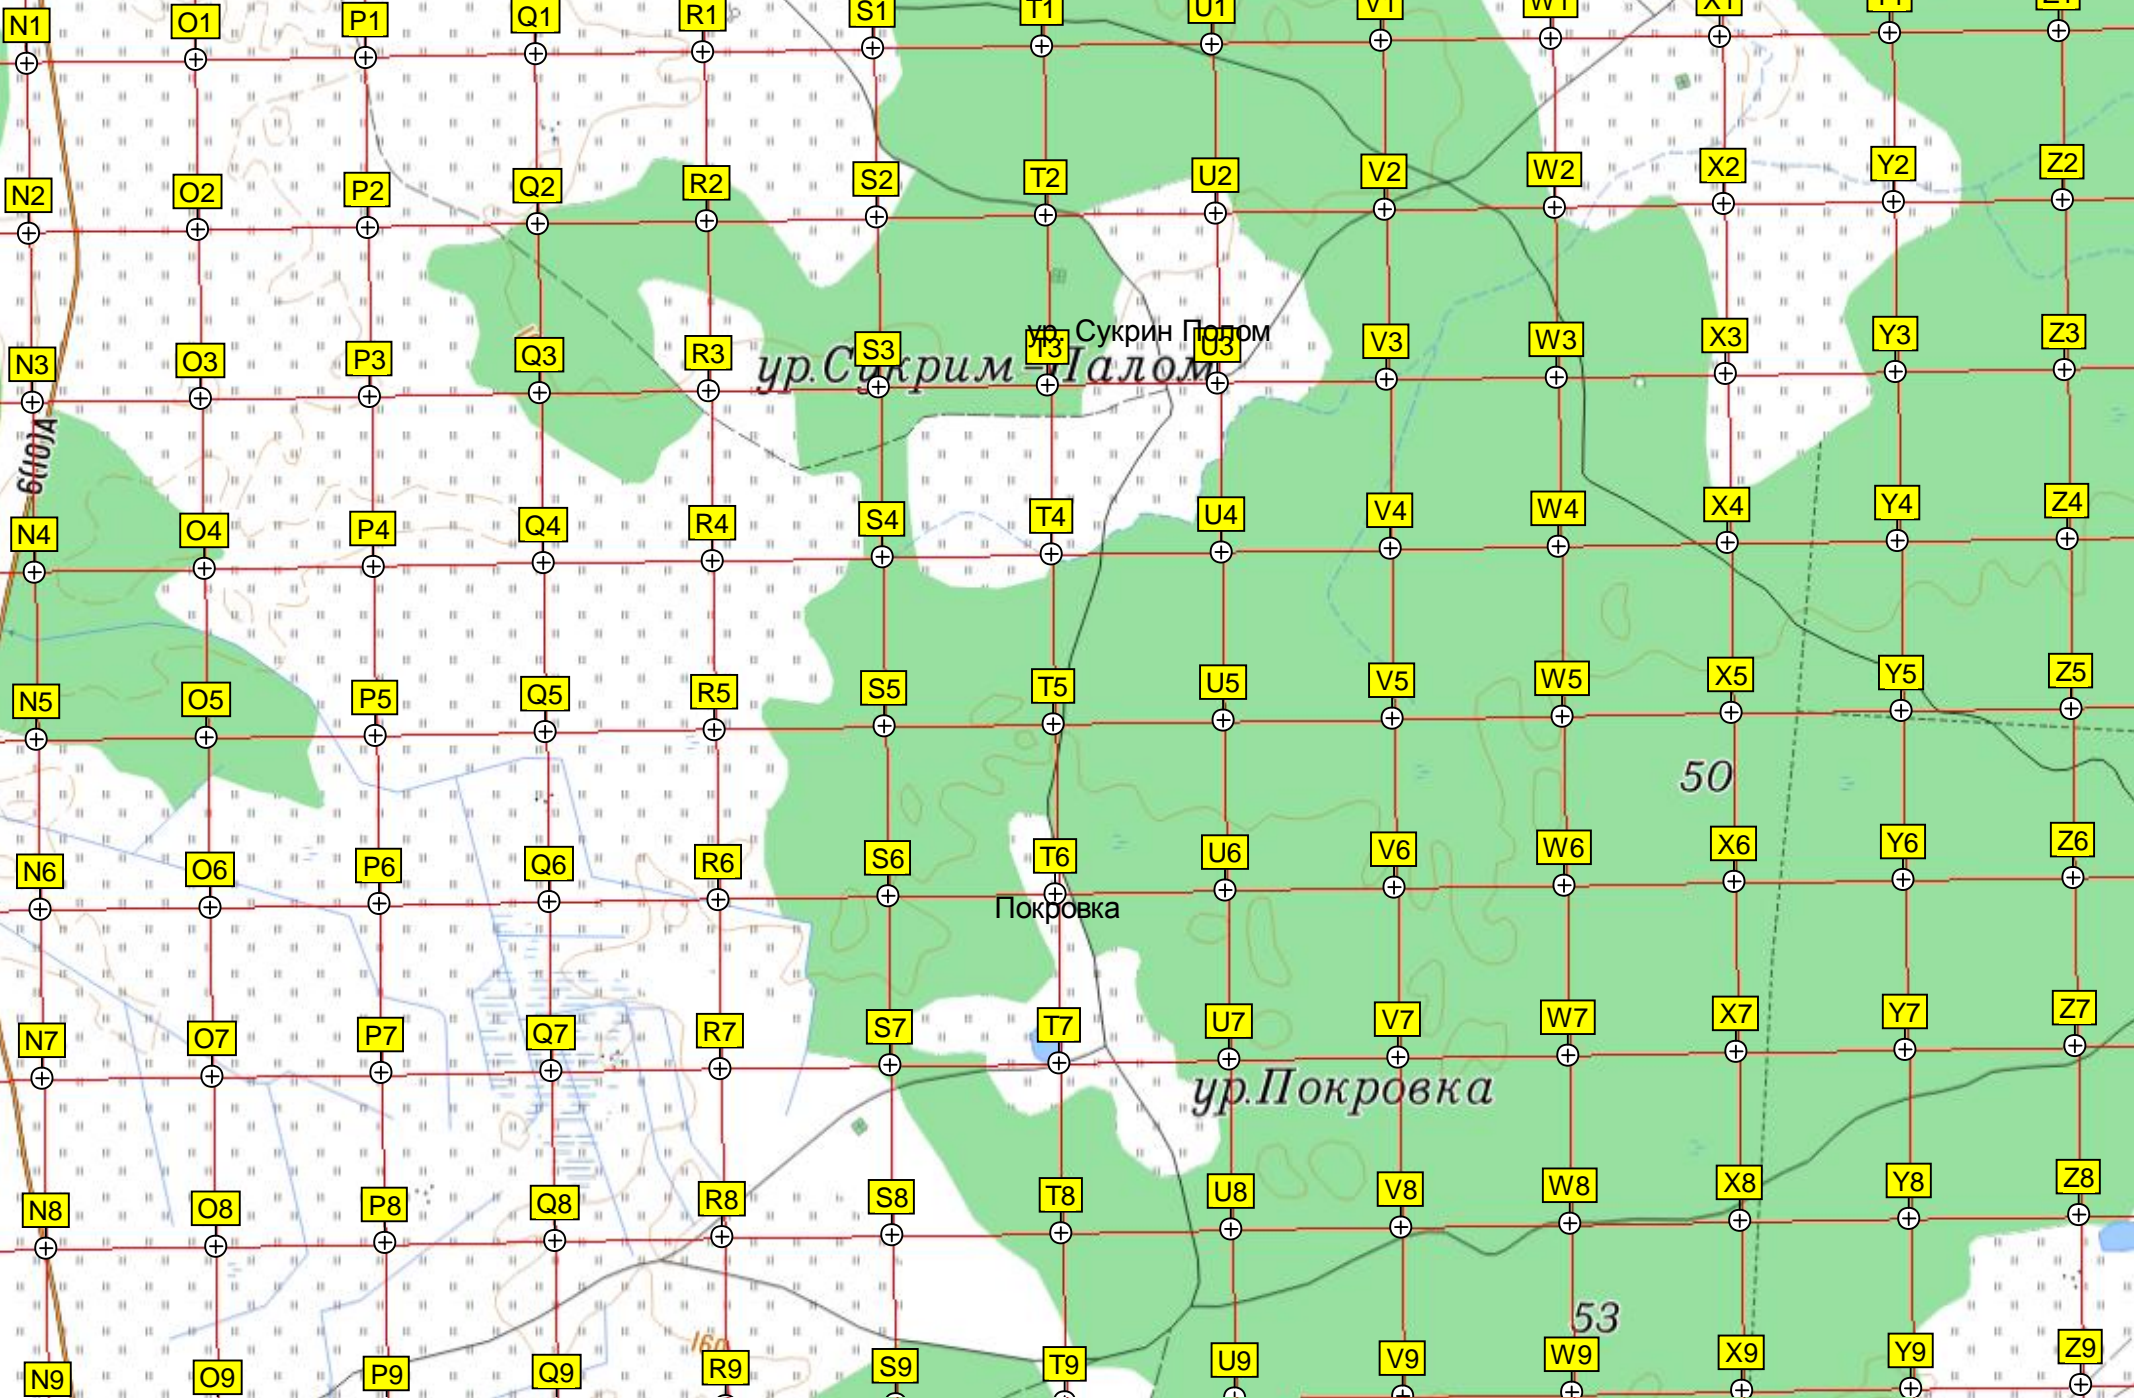 N1 O1 P1 Q1 R1 S1 T1 U1 V1 W1 X1 Y1 Z1
N2 O2 P2 Q2 R2 S2 T2 U2 V2 W2 X2 Y2 Z2
ур. Сукрин Полом
N3 O3 P3 Q3 R3 S3 T3 U3 V3 W3 X3 Y3 Z3
ур.Сукрим-Палом
6(10)А
N4 O4 P4 Q4 R4 S4 T4 U4 V4 W4 X4 Y4 Z4
N5 O5 P5 Q5 R5 S5 T5 U5 V5 W5 X5 Y5 Z5
50
N6 O6 P6 Q6 R6 S6 T6 U6 V6 W6 X6 Y6 Z6
Покровка
N7 O7 P7 Q7 R7 S7 T7 U7 V7 W7 X7 Y7 Z7
ур.Покровка
N8 O8 P8 Q8 R8 S8 T8 U8 V8 W8 X8 Y8 Z8
53
160
N9 O9 P9 Q9 R9 S9 T9 U9 V9 W9 X9 Y9 Z9